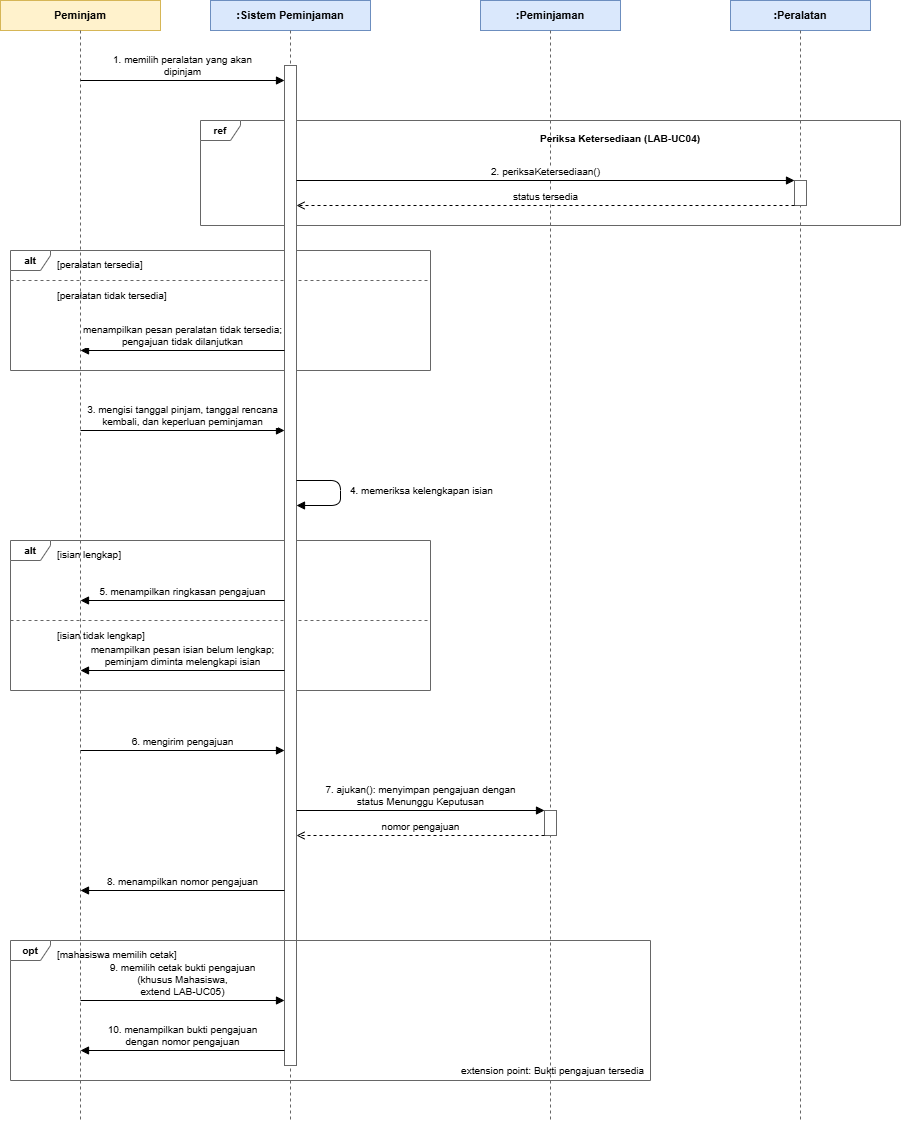 Peminjam
:Sistem Peminjaman
:Peminjaman
:Peralatan
1. memilih peralatan yang akan
dipinjam
ref
Periksa Ketersediaan (LAB-UC04)
2. periksaKetersediaan()
status tersedia
alt
[peralatan tersedia]
[peralatan tidak tersedia]
menampilkan pesan peralatan tidak tersedia;
pengajuan tidak dilanjutkan
3. mengisi tanggal pinjam, tanggal rencana
kembali, dan keperluan peminjaman
4. memeriksa kelengkapan isian
alt
[isian lengkap]
5. menampilkan ringkasan pengajuan
[isian tidak lengkap]
menampilkan pesan isian belum lengkap;
peminjam diminta melengkapi isian
6. mengirim pengajuan
7. ajukan(): menyimpan pengajuan dengan
status Menunggu Keputusan
nomor pengajuan
8. menampilkan nomor pengajuan
opt
[mahasiswa memilih cetak]
9. memilih cetak bukti pengajuan
(khusus Mahasiswa,
extend LAB-UC05)
10. menampilkan bukti pengajuan
dengan nomor pengajuan
extension point: Bukti pengajuan tersedia